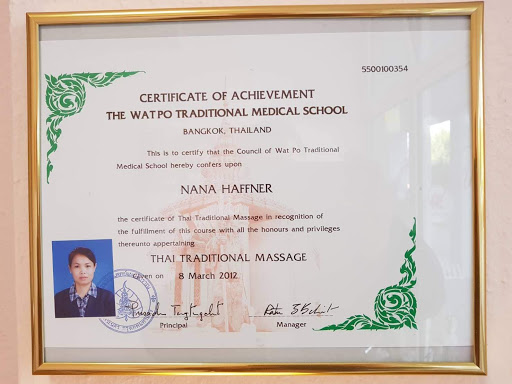 5500100354
CERTIFICATE OF ACHIEVEMENT
THE WATPO TRADITIONAL MEDICAL SCHOOL
BANGKOK, THAILAND
This is to certify that the Council of Wat Po Traditional
Medical School hereby confers upon
NANA HAFFNER
the certificate of Thai Traditional Massage in recognition of
the fulfillment of this course with all the honours and privileges
thereunto appertaining
THAI TRADITIONAL MASSAGE
Given on 8 March 2012
Principal
Manager